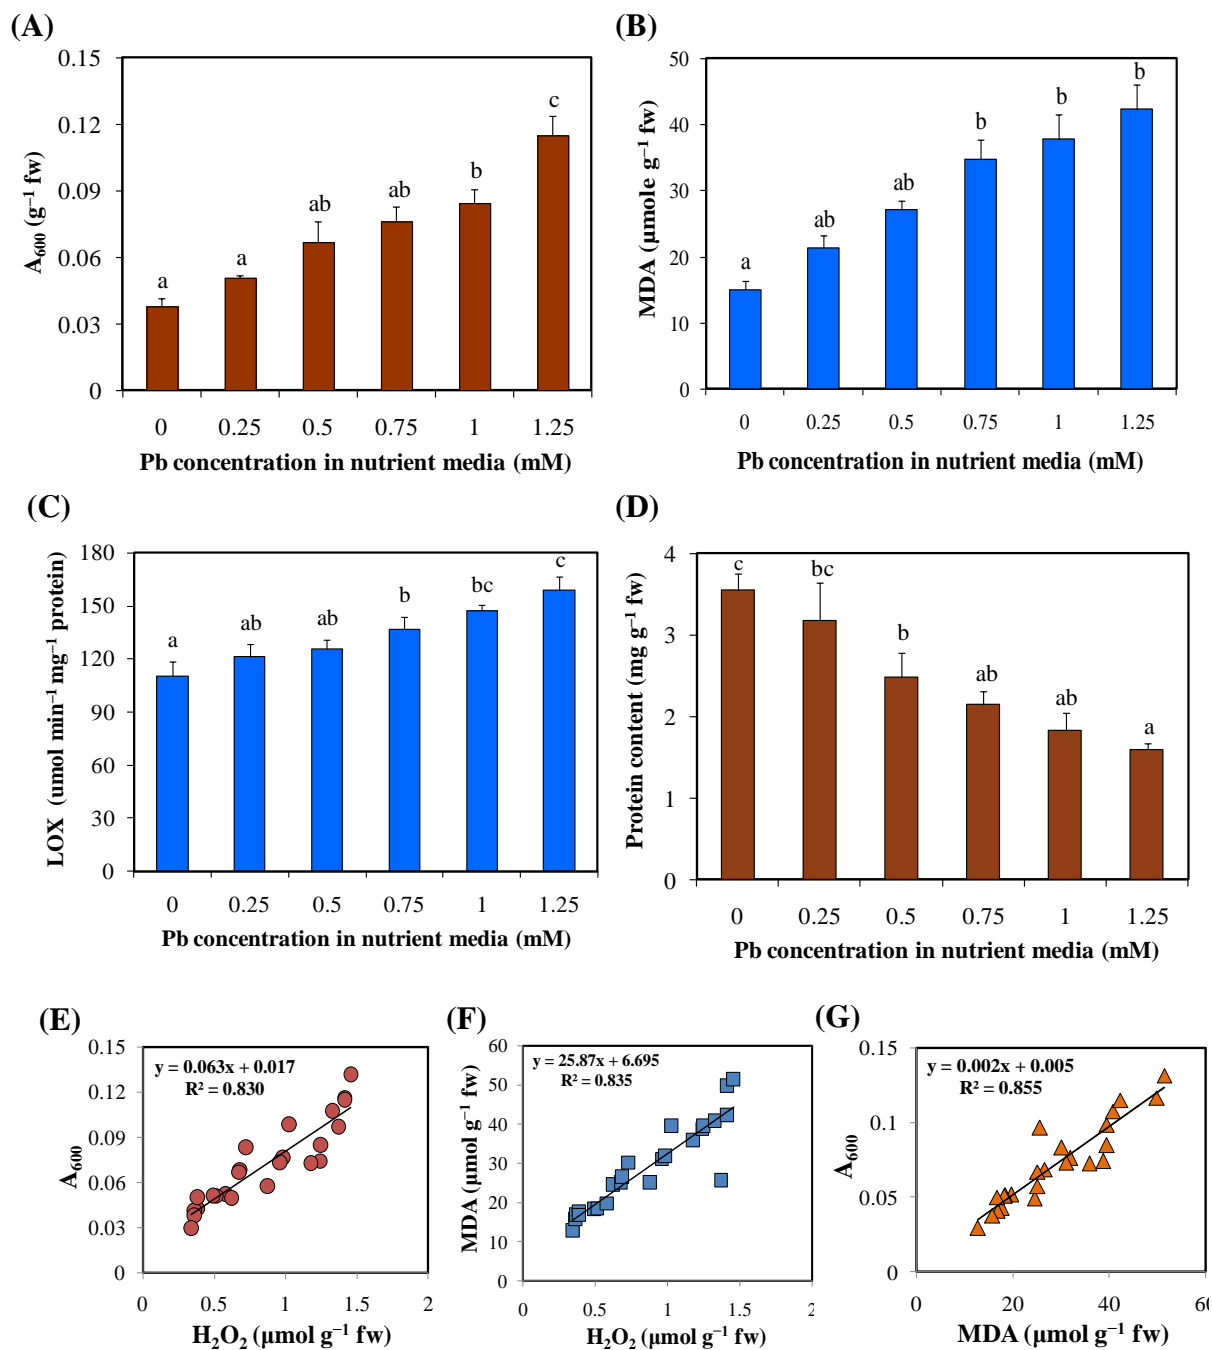 (A)
0.15
0.12
0.09
0.06
0.03
0
A₆₀₀ (g⁻¹ fw)
a
a
ab
ab
b
c
0 0.25 0.5 0.75 1 1.25
Pb concentration in nutrient media (mM)
(B)
50
40
30
20
10
0
MDA (µmole g⁻¹ fw)
a
ab
ab
b
b
b
0 0.25 0.5 0.75 1 1.25
Pb concentration in nutrient media (mM)
(C)
180
150
120
90
60
30
0
LOX (umol min⁻¹ mg⁻¹ protein)
a
ab
ab
b
bc
c
0 0.25 0.5 0.75 1 1.25
Pb concentration in nutrient media (mM)
(D)
4
3
2
1
0
Protein content (mg g⁻¹ fw)
c
bc
b
ab
ab
a
0 0.25 0.5 0.75 1 1.25
Pb concentration in nutrient media (mM)
(E)
0.15
0.12
0.09
0.06
0.03
0
A₆₀₀
y = 0.063x + 0.017
R² = 0.830
0 0.5 1 1.5 2
H₂O₂ (µmol g⁻¹ fw)
(F)
60
50
40
30
20
10
0
MDA (µmol g⁻¹ fw)
y = 25.87x + 6.695
R² = 0.835
0 0.5 1 1.5 2
H₂O₂ (µmol g⁻¹ fw)
(G)
0.15
0.1
0.05
0
A₆₀₀
y = 0.002x + 0.005
R² = 0.855
0 20 40 60
MDA (µmol g⁻¹ fw)